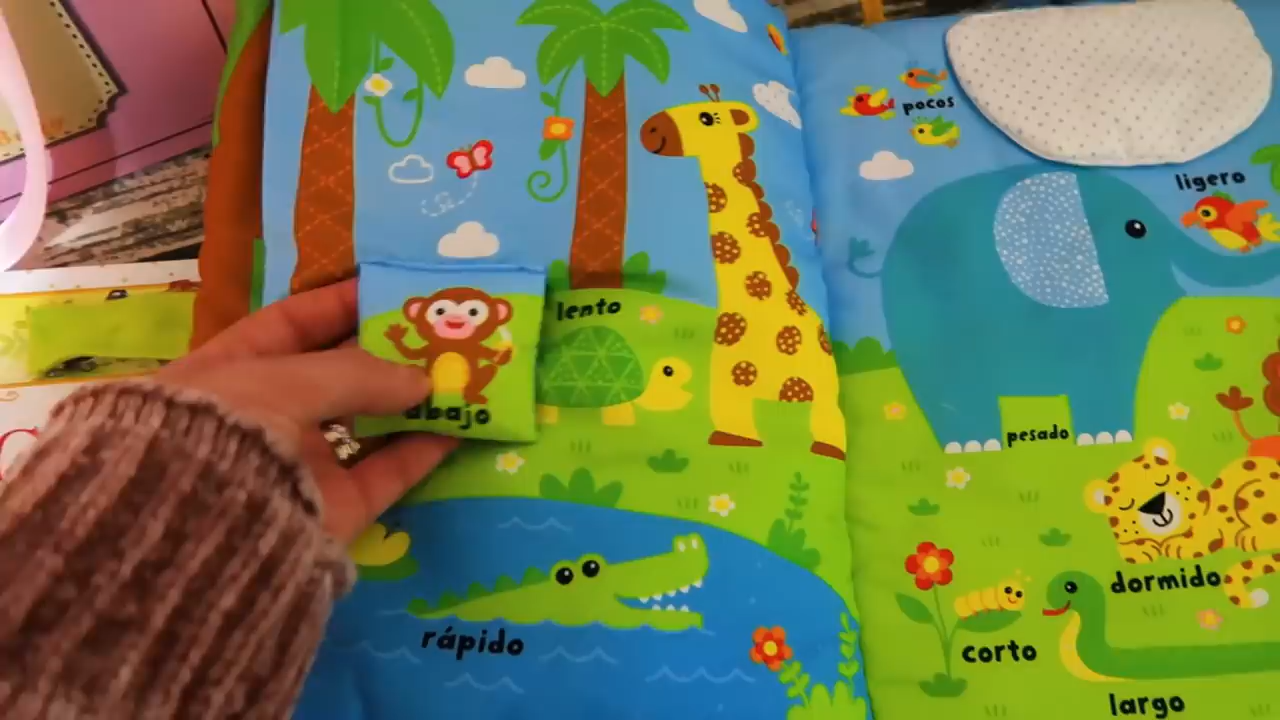 lento
abajo
rápido
pocos
ligero
pesado
dormido
corto
largo